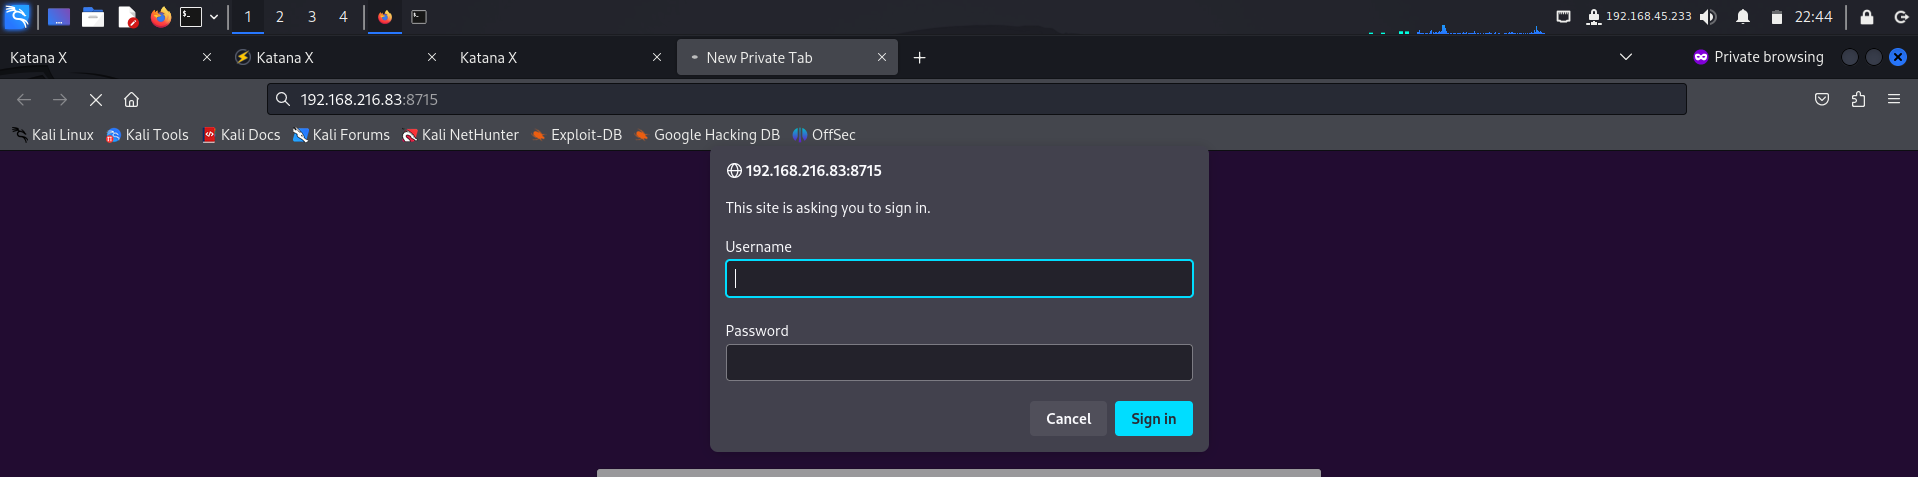 1 2 3 4 192.168.45.233 22:44
Katana X Katana X Katana X New Private Tab Private browsing
192.168.216.83:8715
Kali Linux Kali Tools Kali Docs Kali Forums Kali NetHunter Exploit-DB Google Hacking DB OffSec
192.168.216.83:8715
This site is asking you to sign in.
Username
Password
Cancel Sign in